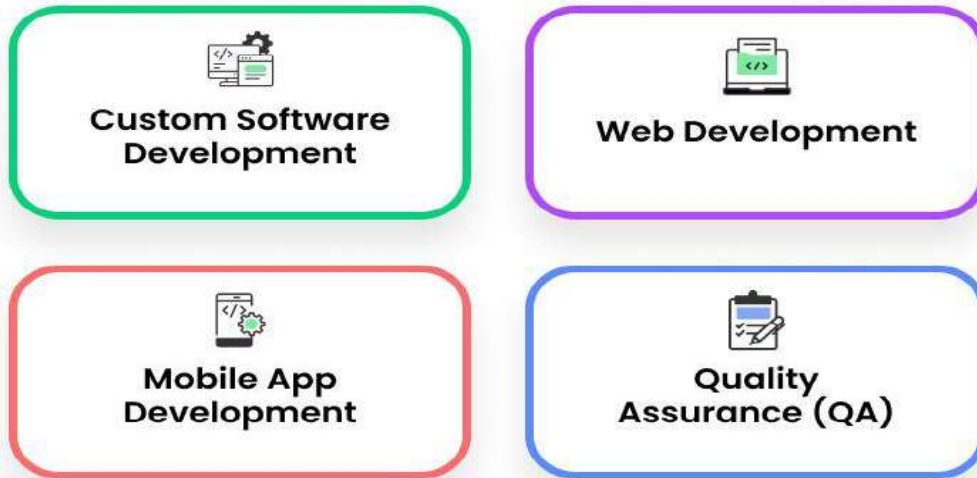 Custom Software
Development
Web Development
Mobile App
Development
Quality
Assurance (QA)